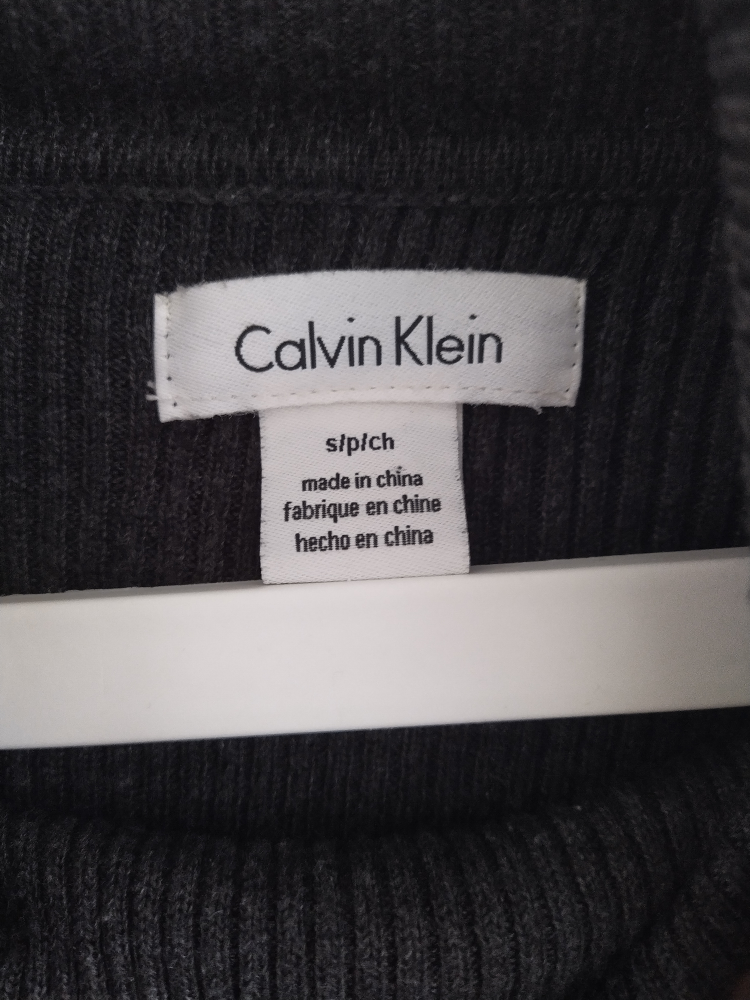 Calvin Klein
s/p/ch
made in china
fabrique en chine
hecho en china